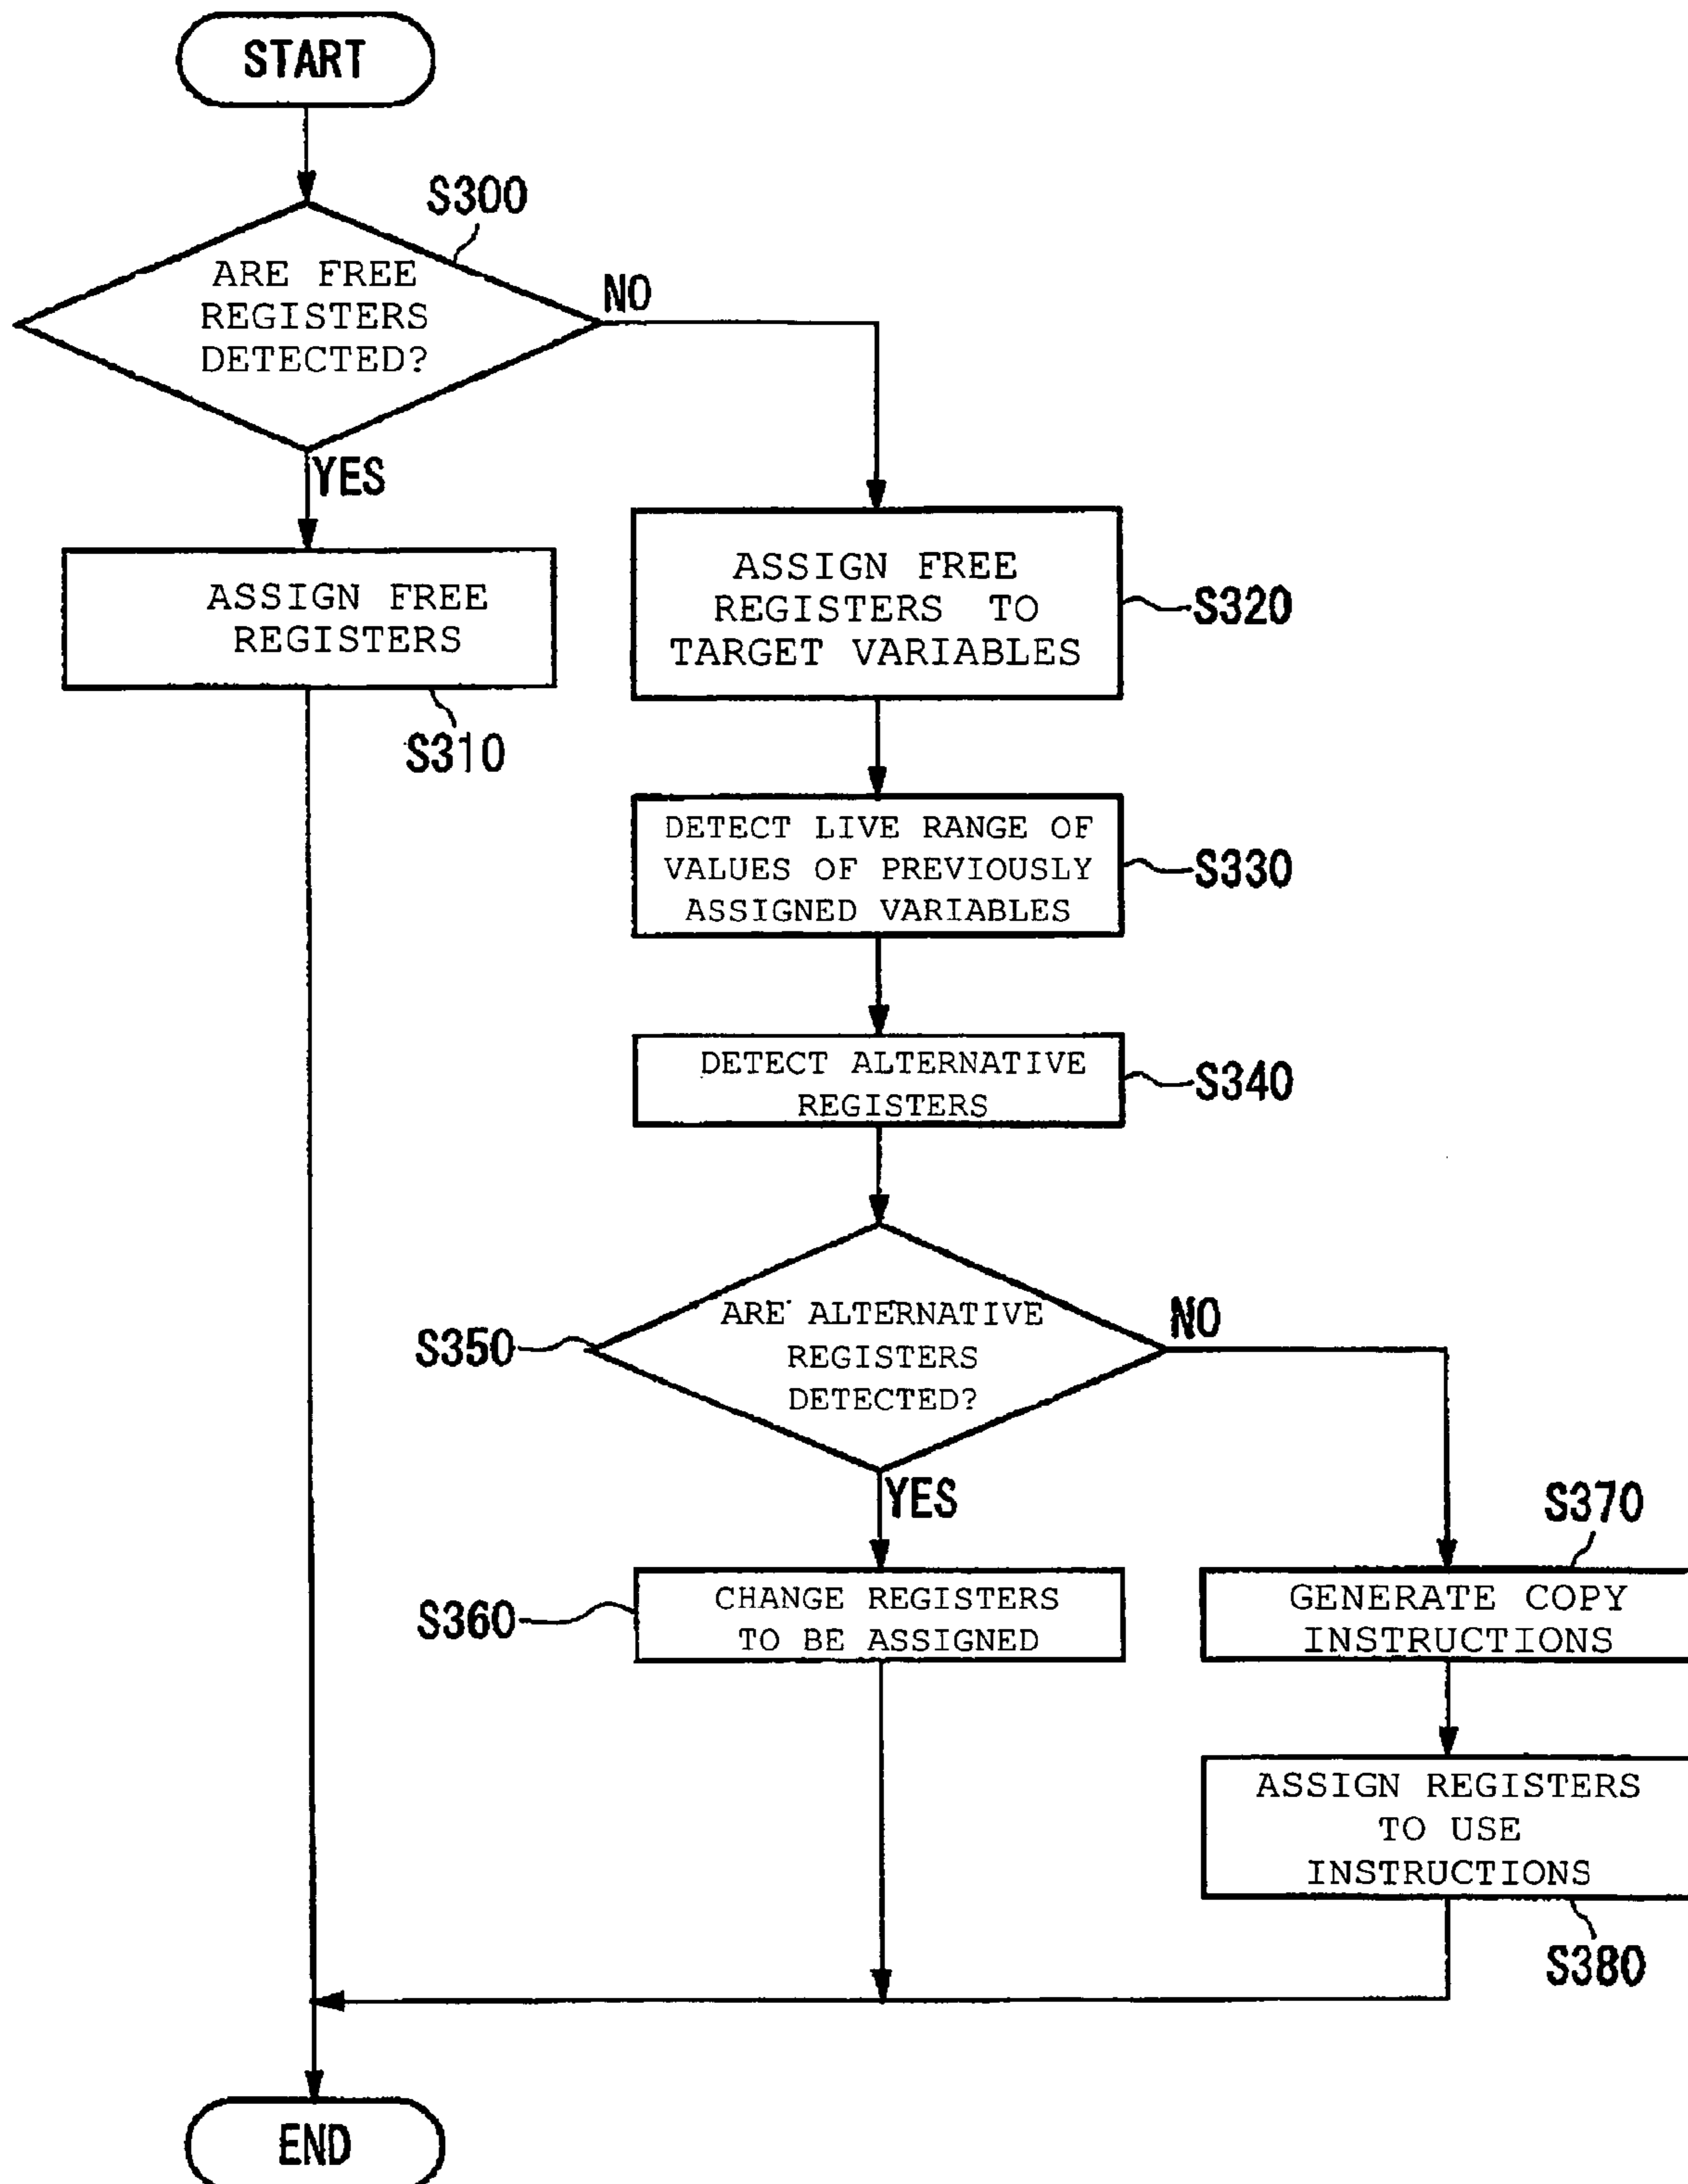 START
S300
ARE FREE
REGISTERS
DETECTED?
NO
YES
ASSIGN FREE
REGISTERS
S310
ASSIGN FREE
REGISTERS TO
TARGET VARIABLES
S320
DETECT LIVE RANGE OF
VALUES OF PREVIOUSLY
ASSIGNED VARIABLES
S330
DETECT ALTERNATIVE
REGISTERS
S340
ARE ALTERNATIVE
REGISTERS
DETECTED?
S350
NO
YES
CHANGE REGISTERS
TO BE ASSIGNED
S360
S370
GENERATE COPY
INSTRUCTIONS
ASSIGN REGISTERS
TO USE
INSTRUCTIONS
S380
END